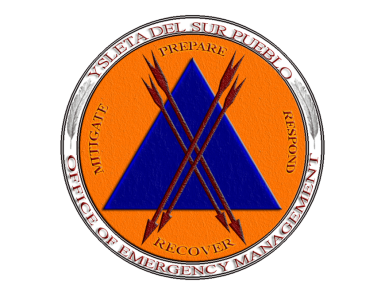 YSLETA DEL SUR PUEBLO
PREPARE
MITIGATE
RESPOND
RECOVER
OFFICE OF EMERGENCY MANAGEMENT